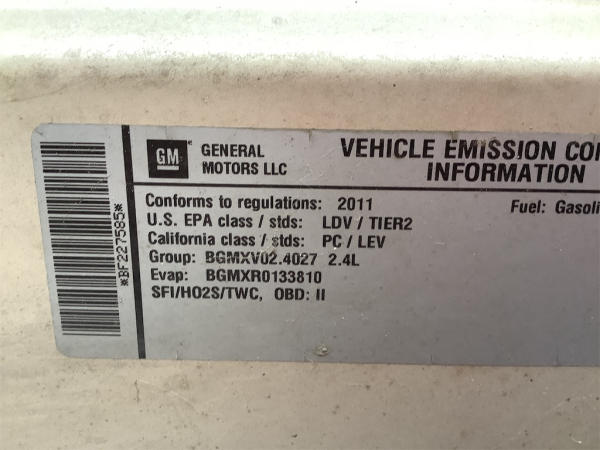 *BF227585*
GM
GENERAL
MOTORS LLC
VEHICLE EMISSION
INFORMATION
Conforms to regulations: 2011
Fuel:
U.S. EPA class / stds: LDV / TIER2
California class / stds: PC / LEV
Group: BGMXV02.4027 2.4L
Evap: BGMXR0133810
SFI/HO2S/TWC, OBD: II